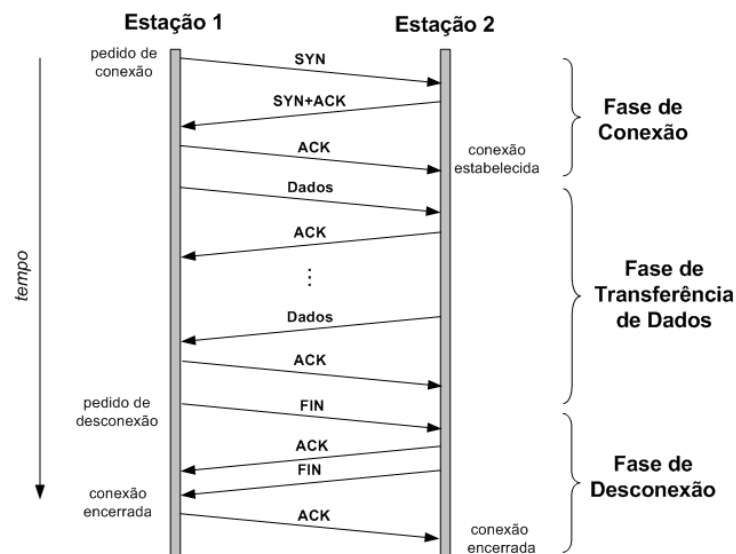 Estação 1
Estação 2
pedido de
conexão
SYN
SYN+ACK
Fase de
Conexão
ACK
conexão
estabelecida
Dados
ACK
tempo
Fase de
Transferência
de Dados
Dados
ACK
pedido de
desconexão
FIN
ACK
FIN
Fase de
Desconexão
conexão
encerrada
ACK
conexão
encerrada